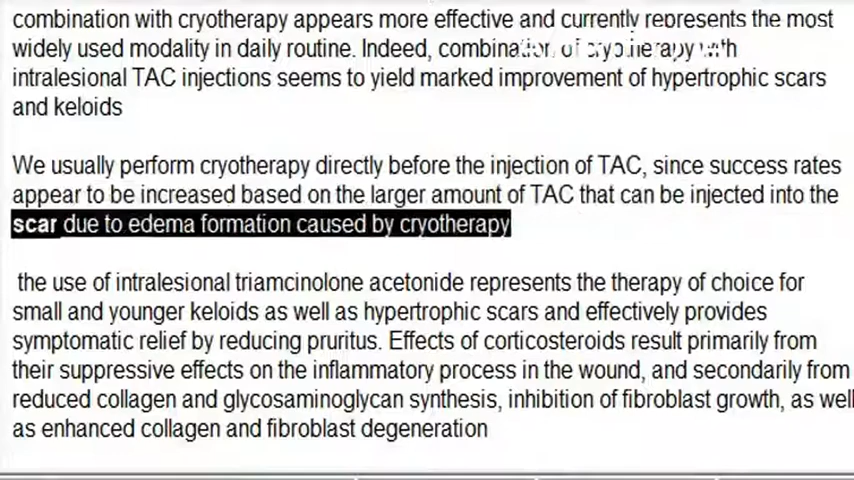 combination with cryotherapy appears more effective and currently represents the most
widely used modality in daily routine. Indeed, combination of cryotherapy with
intralesional TAC injections seems to yield marked improvement of hypertrophic scars
and keloids
We usually perform cryotherapy directly before the injection of TAC, since success rates
appear to be increased based on the larger amount of TAC that can be injected into the
scar due to edema formation caused by cryotherapy
the use of intralesional triamcinolone acetonide represents the therapy of choice for
small and younger keloids as well as hypertrophic scars and effectively provides
symptomatic relief by reducing pruritus. Effects of corticosteroids result primarily from
their suppressive effects on the inflammatory process in the wound, and secondarily from
reduced collagen and glycosaminoglycan synthesis, inhibition of fibroblast growth, as well
as enhanced collagen and fibroblast degeneration